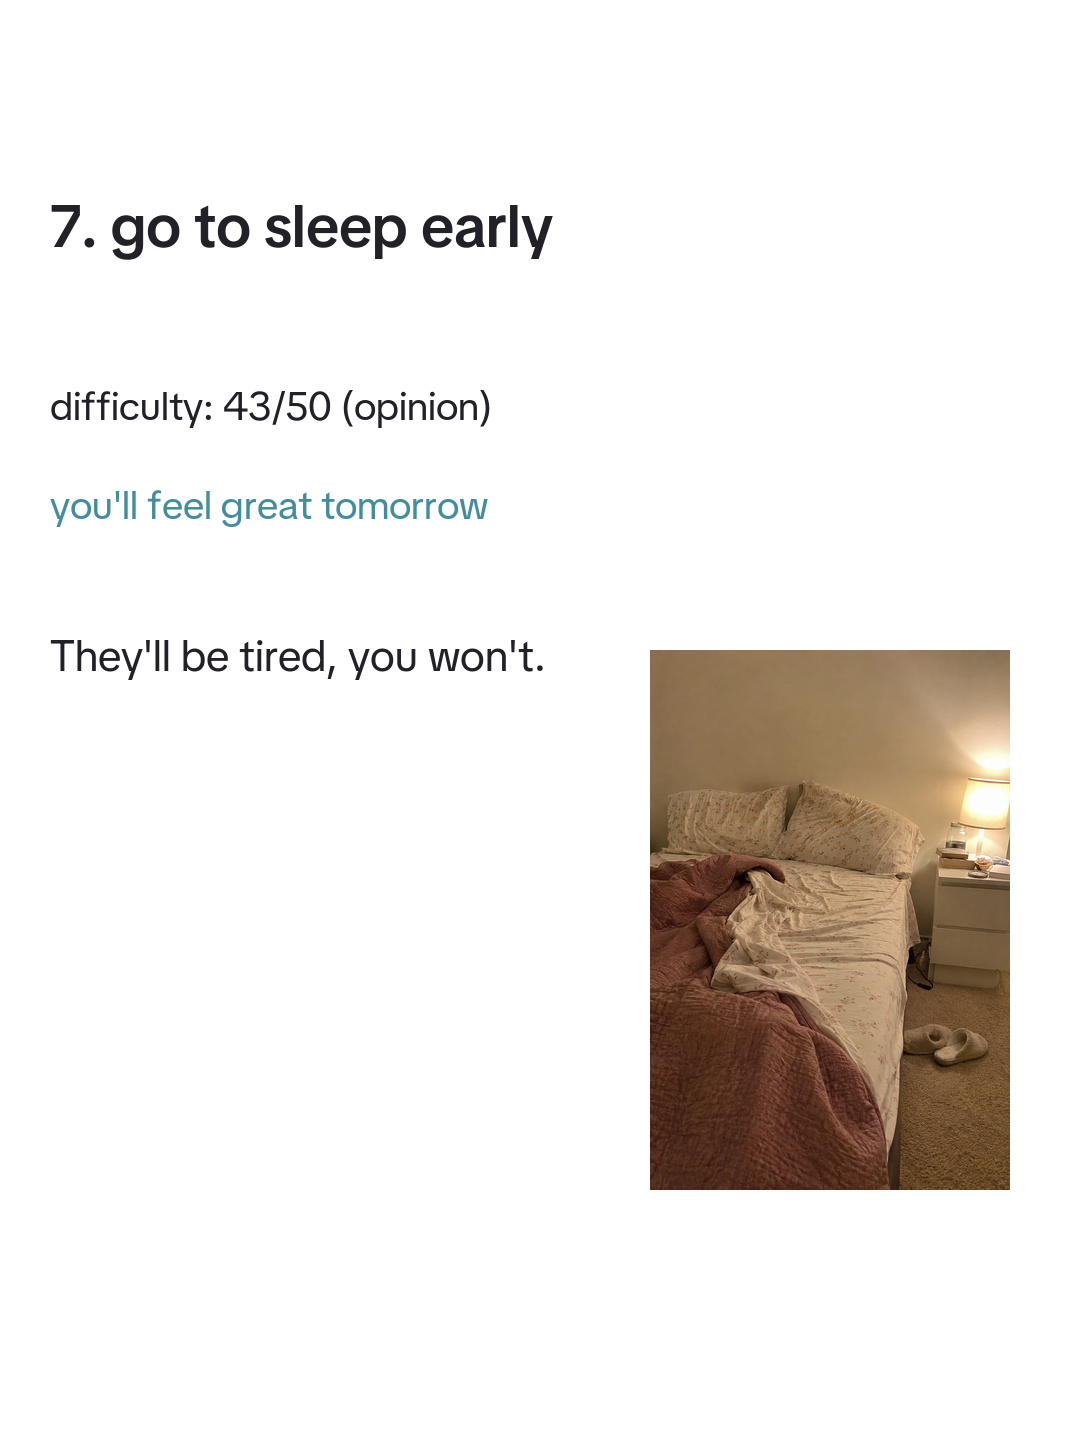 7. go to sleep early
difficulty: 43/50 (opinion)
you'll feel great tomorrow
They'll be tired, you won't.